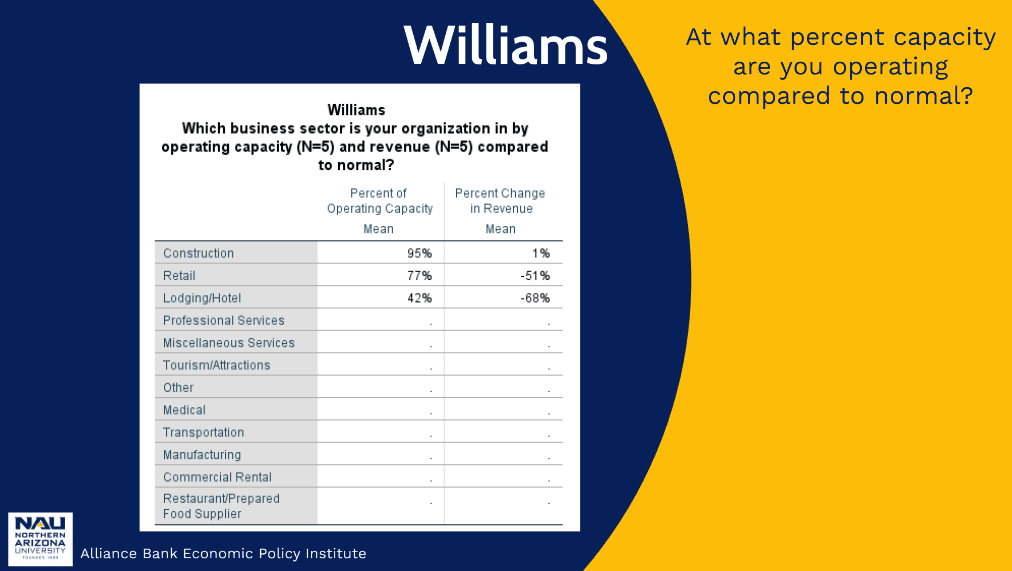 Williams
At what percent capacity
are you operating
compared to normal?
Williams
Which business sector is your organization in by
operating capacity (N=5) and revenue (N=5) compared
to normal?
Percent of
Operating Capacity
Percent Change
in Revenue
Mean Mean
Construction 95% 1%
Retail 77% -51%
Lodging/Hotel 42% -68%
Professional Services . .
Miscellaneous Services . .
Tourism/Attractions . .
Other . .
Medical . .
Transportation . .
Manufacturing . .
Commercial Rental . .
Restaurant/Prepared
Food Supplier . .
NAU
NORTHERN
ARIZONA
UNIVERSITY
FOUNDED 1899
Alliance Bank Economic Policy Institute